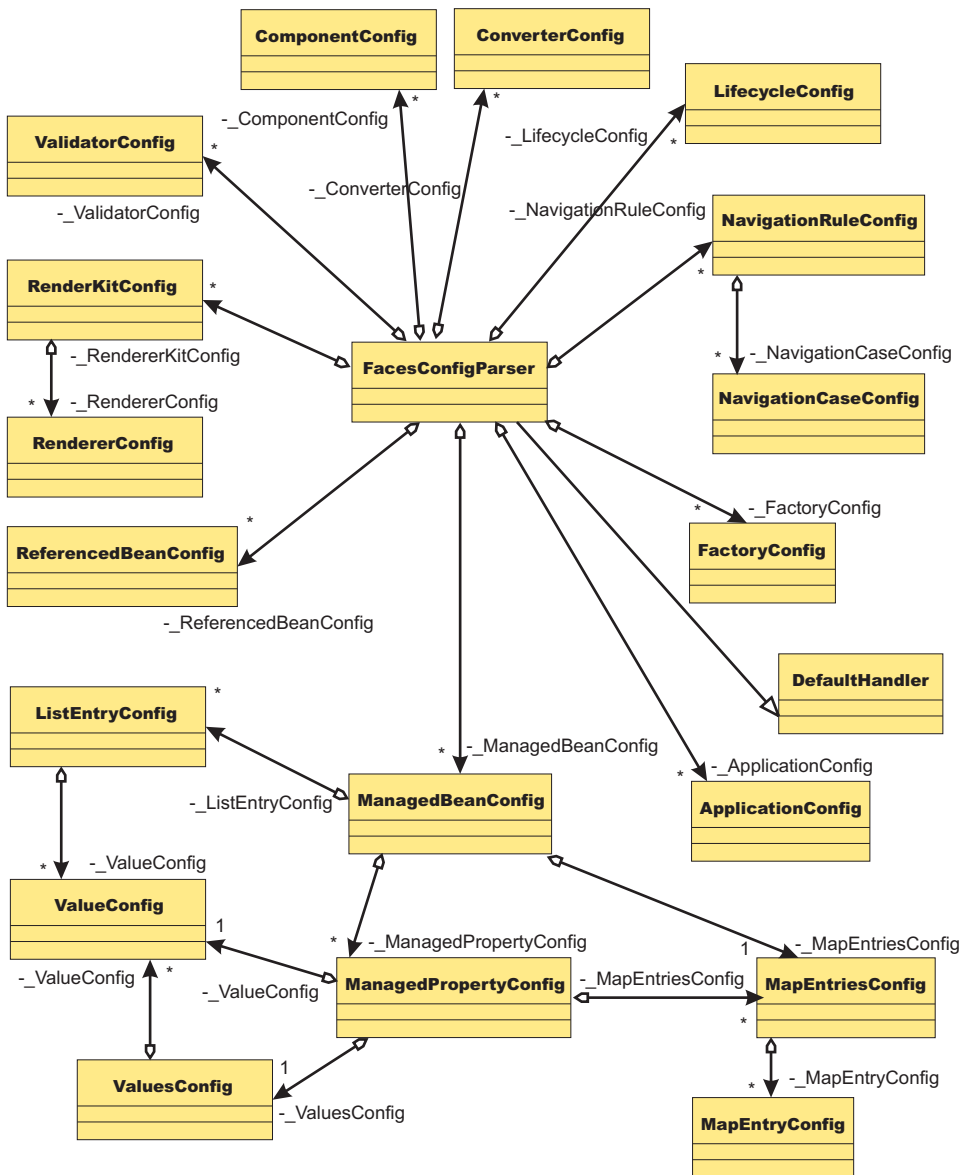 ComponentConfig
ConverterConfig
*
*
LifecycleConfig
-_ComponentConfig
-_LifecycleConfig
*
ValidatorConfig
*
-_ConverterConfig
-_ValidatorConfig
-_NavigationRuleConfig
NavigationRuleConfig
*
RenderKitConfig
*
-_RendererKitConfig
FacesConfigParser
*
-_NavigationCaseConfig
NavigationCaseConfig
*
-_RendererConfig
RendererConfig
*
-_FactoryConfig
*
ReferencedBeanConfig
FactoryConfig
-_ReferencedBeanConfig
DefaultHandler
*
ListEntryConfig
*
-_ManagedBeanConfig
*
-_ApplicationConfig
-_ListEntryConfig
ManagedBeanConfig
ApplicationConfig
*
-_ValueConfig
ValueConfig
1
*
-_ManagedPropertyConfig
1
-_MapEntriesConfig
-_ValueConfig
*
-_ValueConfig
ManagedPropertyConfig
-_MapEntriesConfig
MapEntriesConfig
*
ValuesConfig
1
-_ValuesConfig
*
-_MapEntryConfig
MapEntryConfig